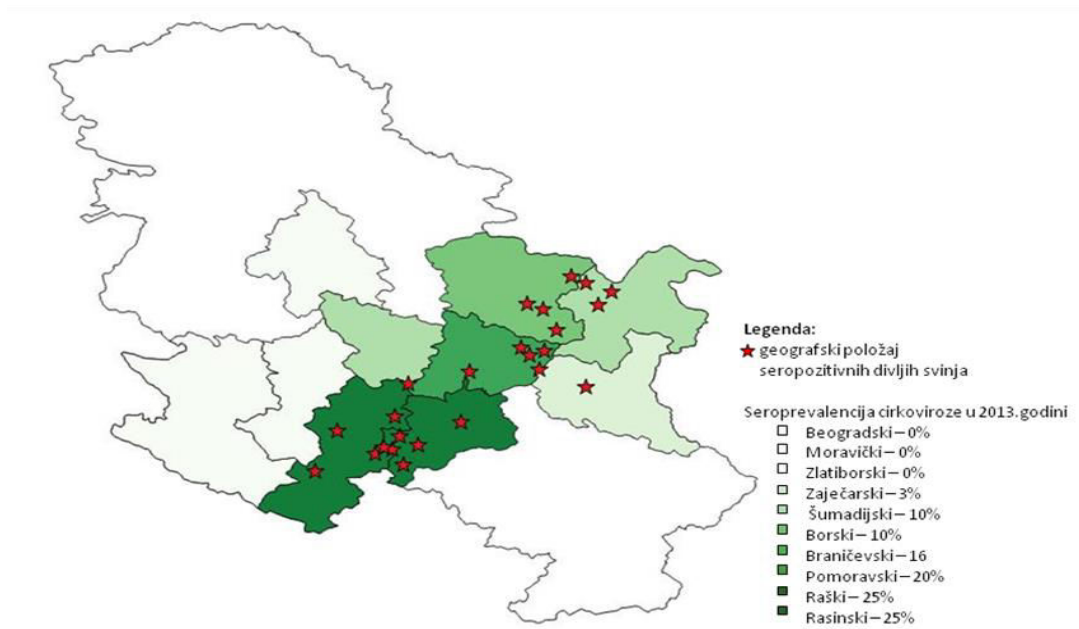 Legenda:
geografski položaj
seropozitivnih divljih svinja
Seroprevalencija cirkoviroze u 2013.godini
Beogradski – 0%
Moravički – 0%
Zlatiborski – 0%
Zaječarski – 3%
Šumadijski – 10%
Borski – 10%
Braničevski – 16
Pomoravski – 20%
Raški – 25%
Rasinski – 25%